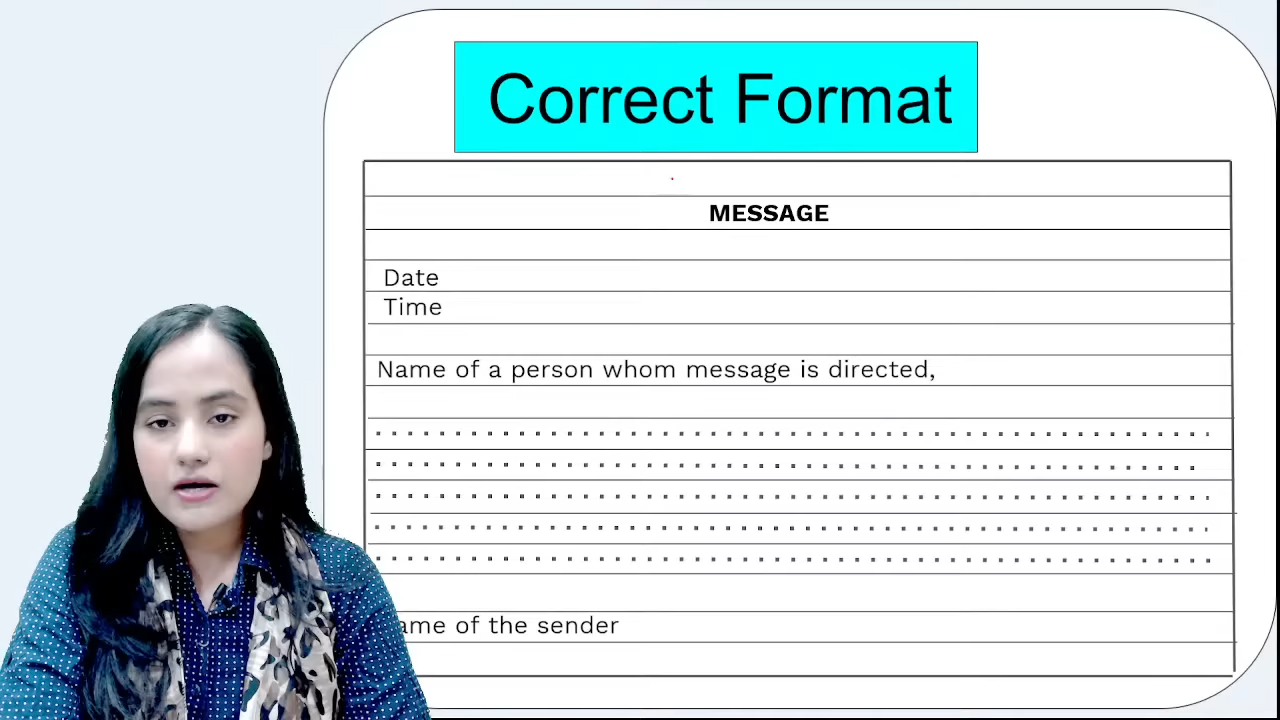 Correct Format
MESSAGE
Date
Time
Name of a person whom message is directed,
ame of the sender